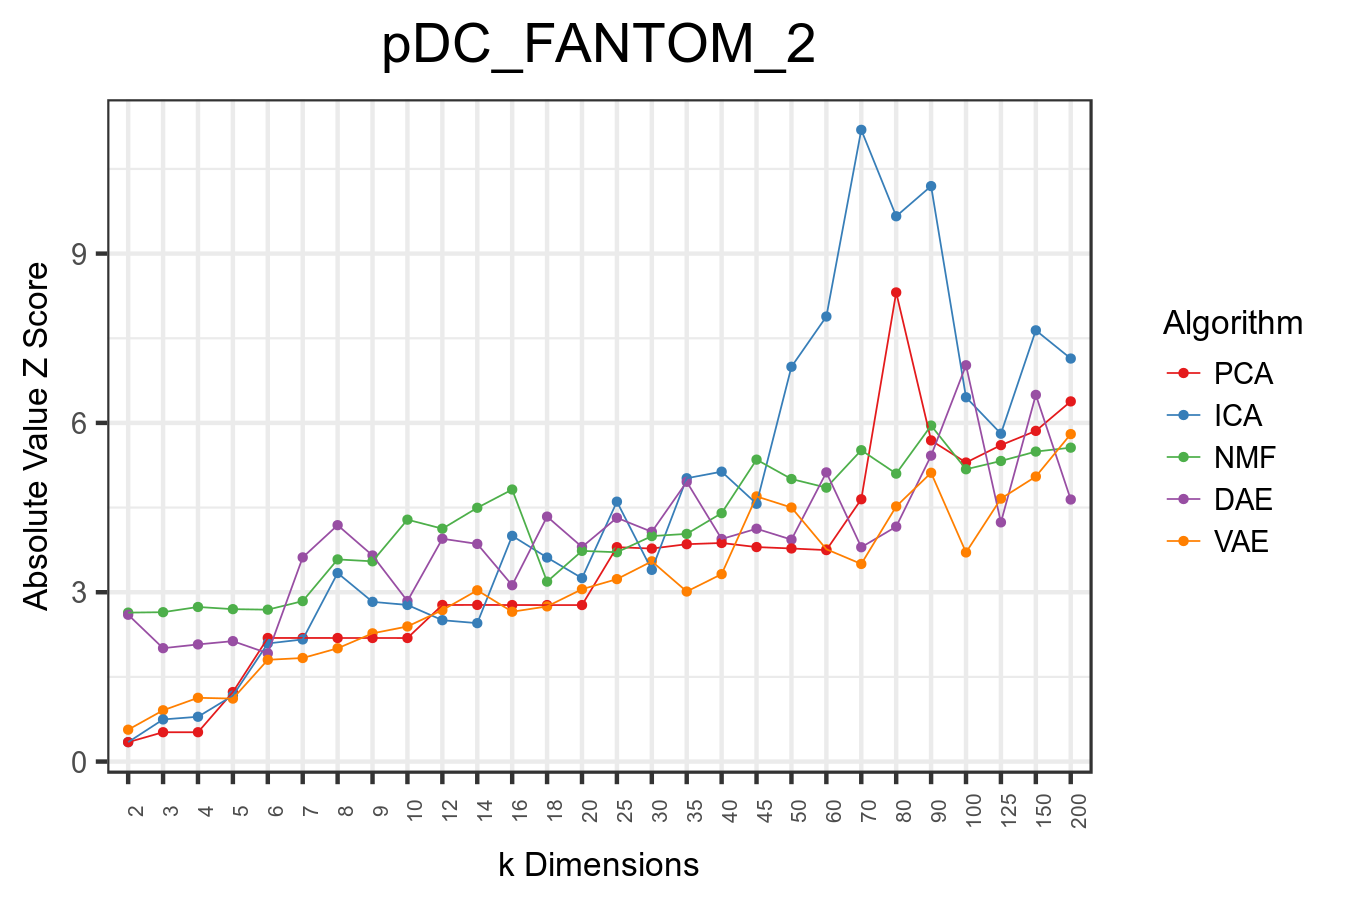 pDC_FANTOM_2
Absolute Value Z Score
9
6
3
0
2 3 4 5 6 7 8 9 10 12 14 16 18 20 25 30 35 40 45 50 60 70 80 90 100 125 150 200
k Dimensions
Algorithm
PCA
ICA
NMF
DAE
VAE